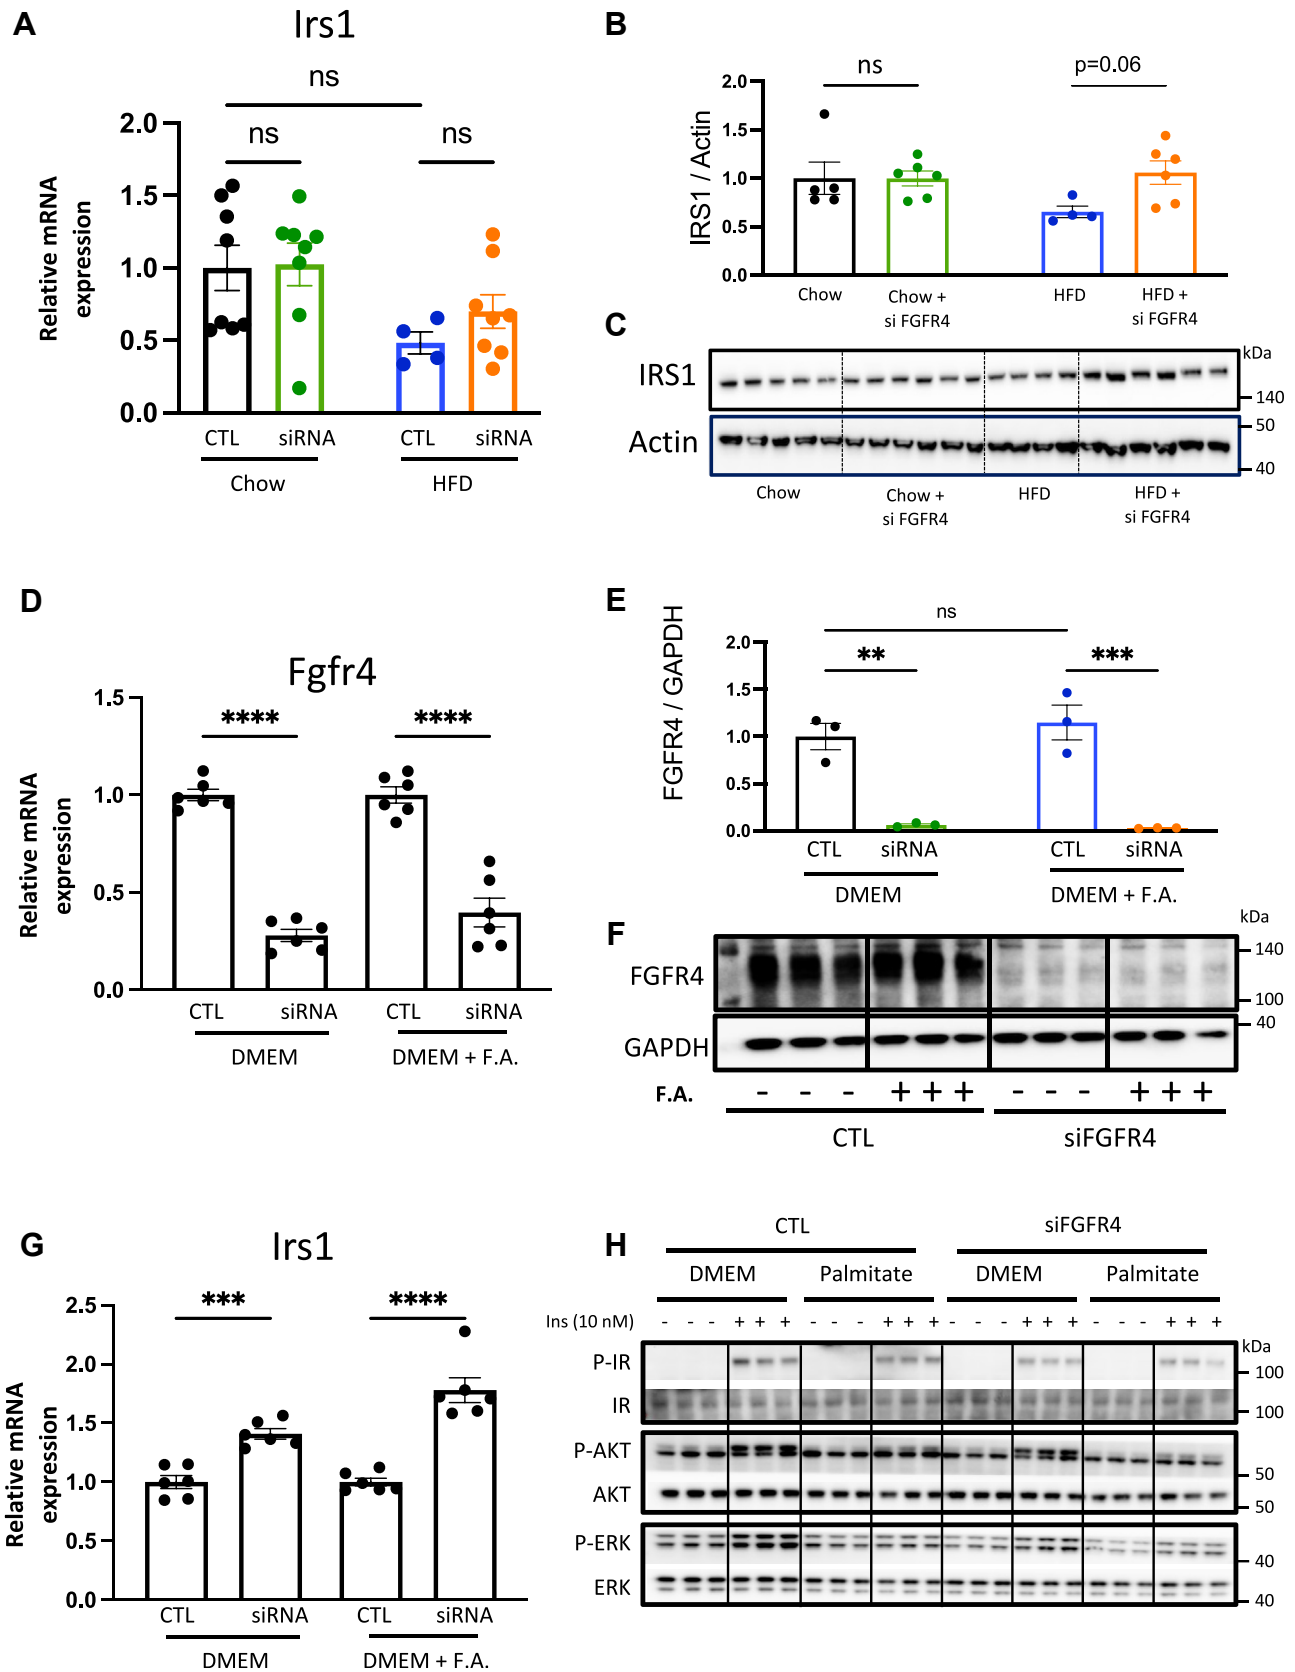 A
Irs1
ns
ns
ns
Relative mRNA
expression
2.0
1.5
1.0
0.5
0.0
CTL
siRNA
CTL
siRNA
Chow
HFD
B
ns
p=0.06
IRS1 / Actin
2.0
1.5
1.0
0.5
0.0
Chow
Chow +
si FGFR4
HFD
HFD +
si FGFR4
C
kDa
IRS1
140
Actin
50
40
Chow
Chow +
si FGFR4
HFD
HFD +
si FGFR4
D
Fgfr4
**** ****
Relative mRNA
expression
1.5
1.0
0.5
0.0
CTL
siRNA
CTL
siRNA
DMEM
DMEM + F.A.
E
ns
** ***
FGFR4 / GAPDH
2.0
1.5
1.0
0.5
0.0
CTL
siRNA
CTL
siRNA
DMEM
DMEM + F.A.
F
kDa
FGFR4
140
100
GAPDH
40
F.A. - - - + + + - - - + + +
CTL
siFGFR4
G
Irs1
*** ****
Relative mRNA
expression
2.5
2.0
1.5
1.0
0.5
0.0
CTL
siRNA
CTL
siRNA
DMEM
DMEM + F.A.
H
CTL
siFGFR4
DMEM
Palmitate
DMEM
Palmitate
Ins (10 nM) - - - + + + - - - + + + - - - + + + - - - + + +
kDa
P-IR
100
IR
100
P-AKT
50
AKT
50
P-ERK
40
ERK
40